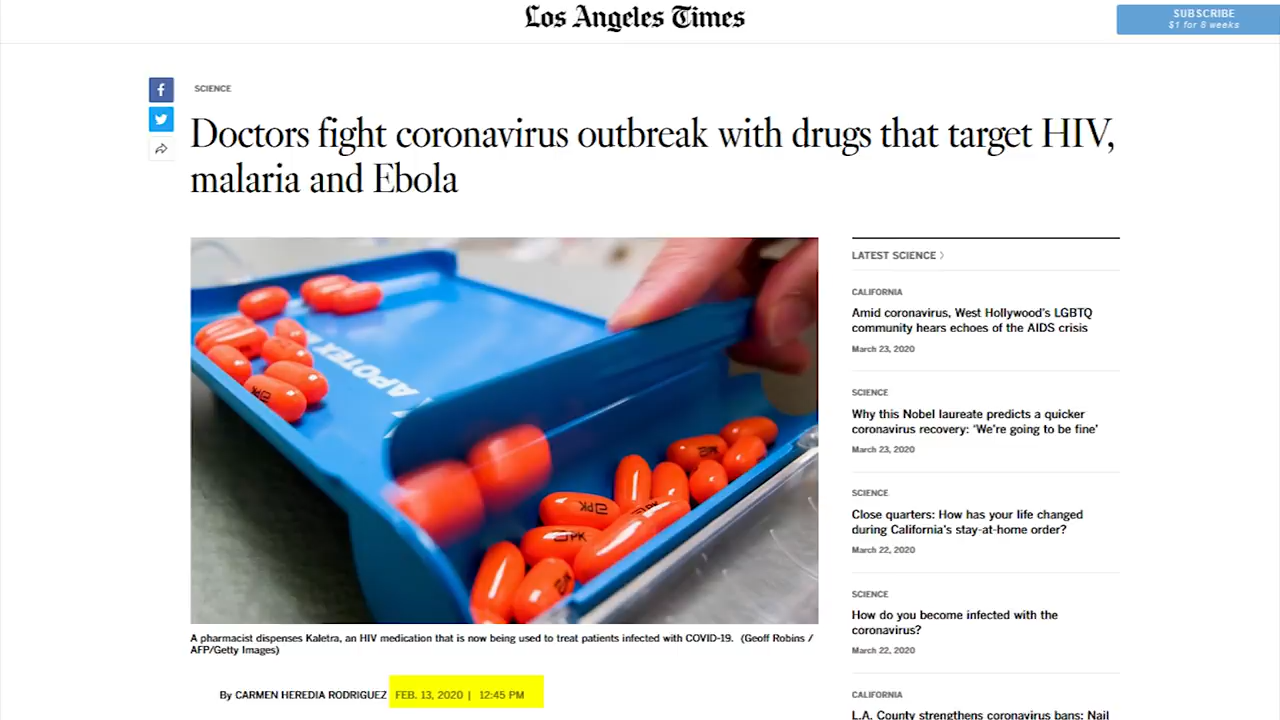 Los Angeles Times
SUBSCRIBE
$1 for 8 weeks
f
SCIENCE
Doctors fight coronavirus outbreak with drugs that target HIV,
malaria and Ebola
APOTEX
PK
PK
PK
A pharmacist dispenses Kaletra, an HIV medication that is now being used to treat patients infected with COVID-19. (Geoff Robins /
AFP/Getty Images)
By CARMEN HEREDIA RODRIGUEZ FEB. 13, 2020 | 12:45 PM
LATEST SCIENCE >
CALIFORNIA
Amid coronavirus, West Hollywood's LGBTQ
community hears echoes of the AIDS crisis
March 23, 2020
SCIENCE
Why this Nobel laureate predicts a quicker
coronavirus recovery: 'We're going to be fine'
March 23, 2020
SCIENCE
Close quarters: How has your life changed
during California's stay-at-home order?
March 22, 2020
SCIENCE
How do you become infected with the
coronavirus?
March 22, 2020
CALIFORNIA
L.A. County strengthens coronavirus bans: Nail